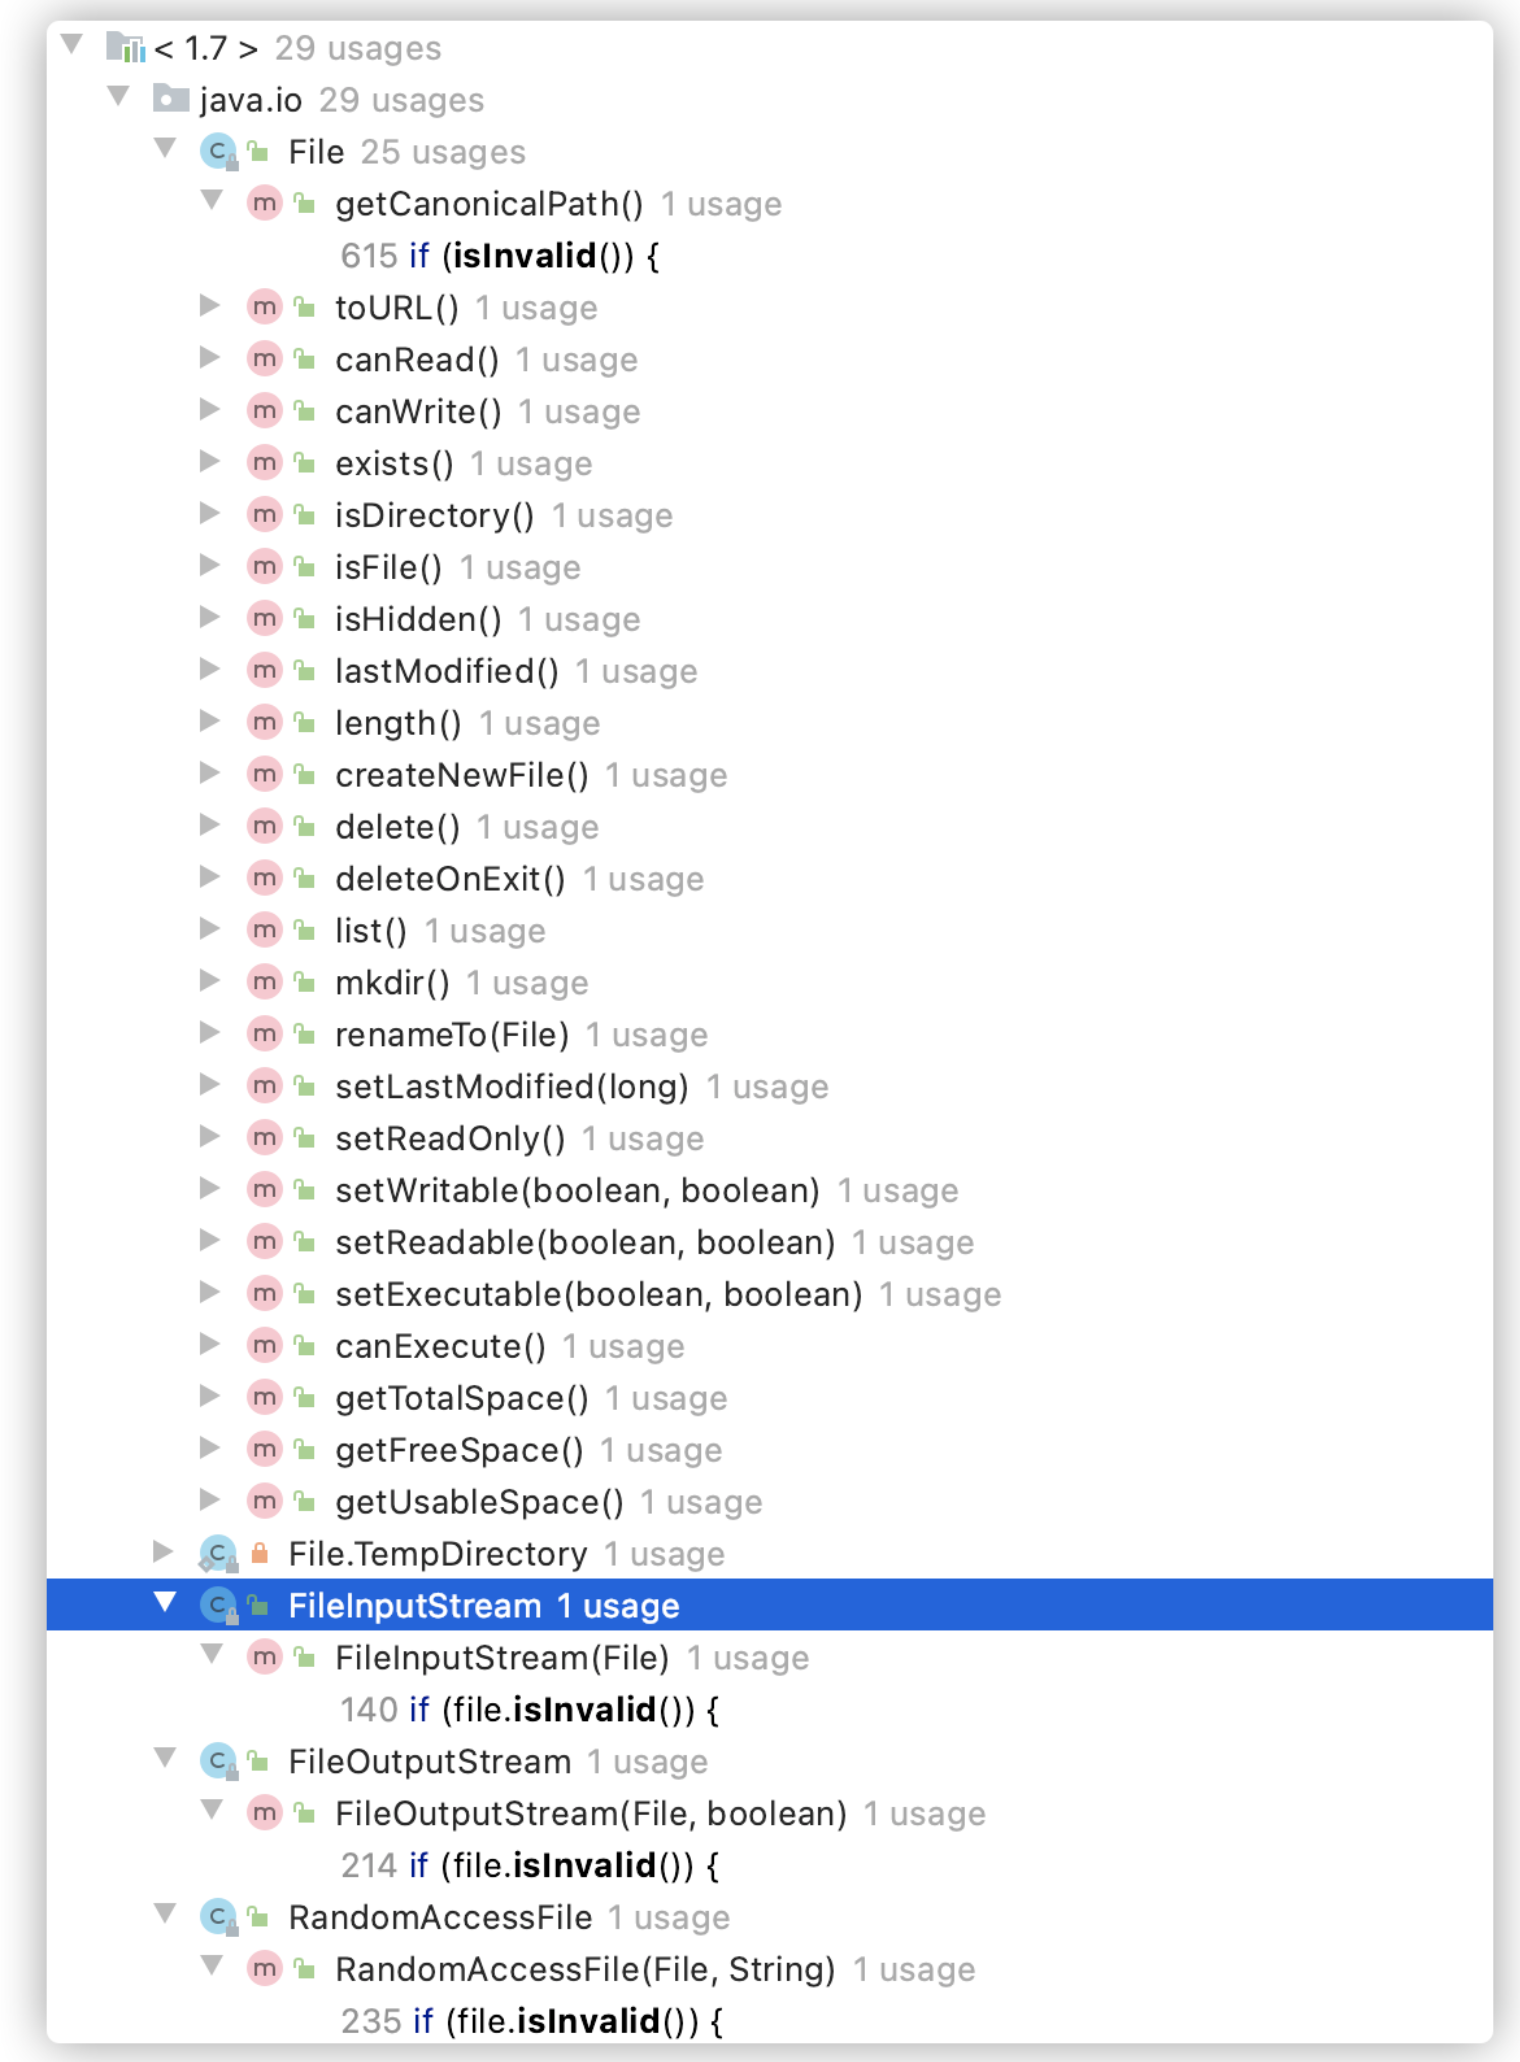 < 1.7 > 29 usages
java.io 29 usages
C File 25 usages
m getCanonicalPath() 1 usage
615 if (isInvalid()) {
m toURL() 1 usage
m canRead() 1 usage
m canWrite() 1 usage
m exists() 1 usage
m isDirectory() 1 usage
m isFile() 1 usage
m isHidden() 1 usage
m lastModified() 1 usage
m length() 1 usage
m createNewFile() 1 usage
m delete() 1 usage
m deleteOnExit() 1 usage
m list() 1 usage
m mkdir() 1 usage
m renameTo(File) 1 usage
m setLastModified(long) 1 usage
m setReadOnly() 1 usage
m setWritable(boolean, boolean) 1 usage
m setReadable(boolean, boolean) 1 usage
m setExecutable(boolean, boolean) 1 usage
m canExecute() 1 usage
m getTotalSpace() 1 usage
m getFreeSpace() 1 usage
m getUsableSpace() 1 usage
C File.TempDirectory 1 usage
C FileInputStream 1 usage
m FileInputStream(File) 1 usage
140 if (file.isInvalid()) {
C FileOutputStream 1 usage
m FileOutputStream(File, boolean) 1 usage
214 if (file.isInvalid()) {
C RandomAccessFile 1 usage
m RandomAccessFile(File, String) 1 usage
235 if (file.isInvalid()) {